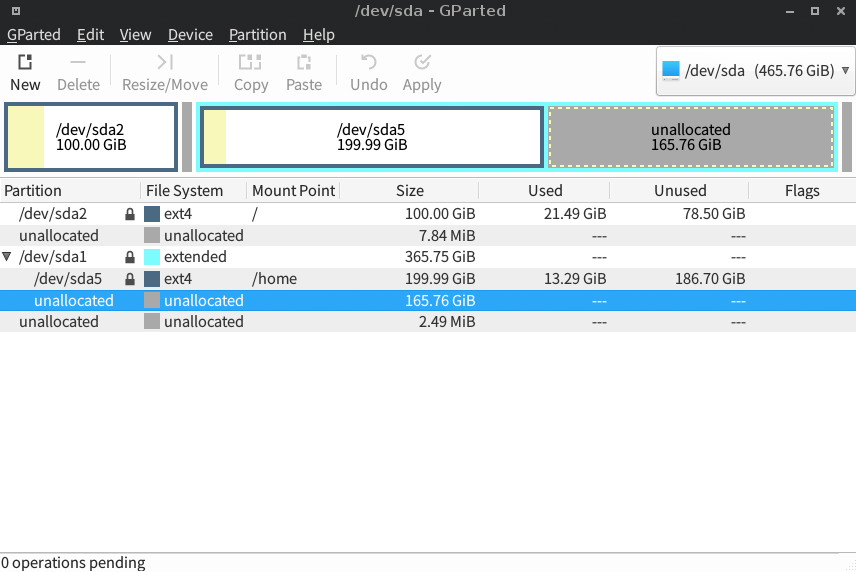 /dev/sda - GParted
GParted Edit View Device Partition Help
New Delete Resize/Move Copy Paste Undo Apply /dev/sda (465.76 GiB)
/dev/sda2
100.00 GiB
/dev/sda5
199.99 GiB
unallocated
165.76 GiB
Partition File System Mount Point Size Used Unused Flags
/dev/sda2 ext4 / 100.00 GiB 21.49 GiB 78.50 GiB
unallocated unallocated 7.84 MiB --- ---
/dev/sda1 extended 365.75 GiB --- ---
/dev/sda5 ext4 /home 199.99 GiB 13.29 GiB 186.70 GiB
unallocated unallocated 165.76 GiB --- ---
unallocated unallocated 2.49 MiB --- ---
0 operations pending